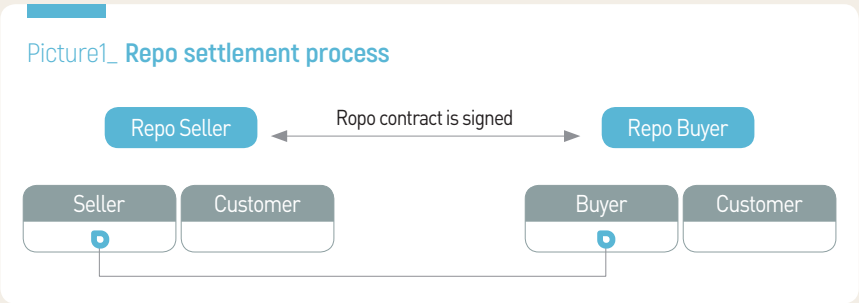 Picture1_ Repo settlement process
Ropo contract is signed
Repo Seller
Repo Buyer
Seller
Customer
Buyer
Customer